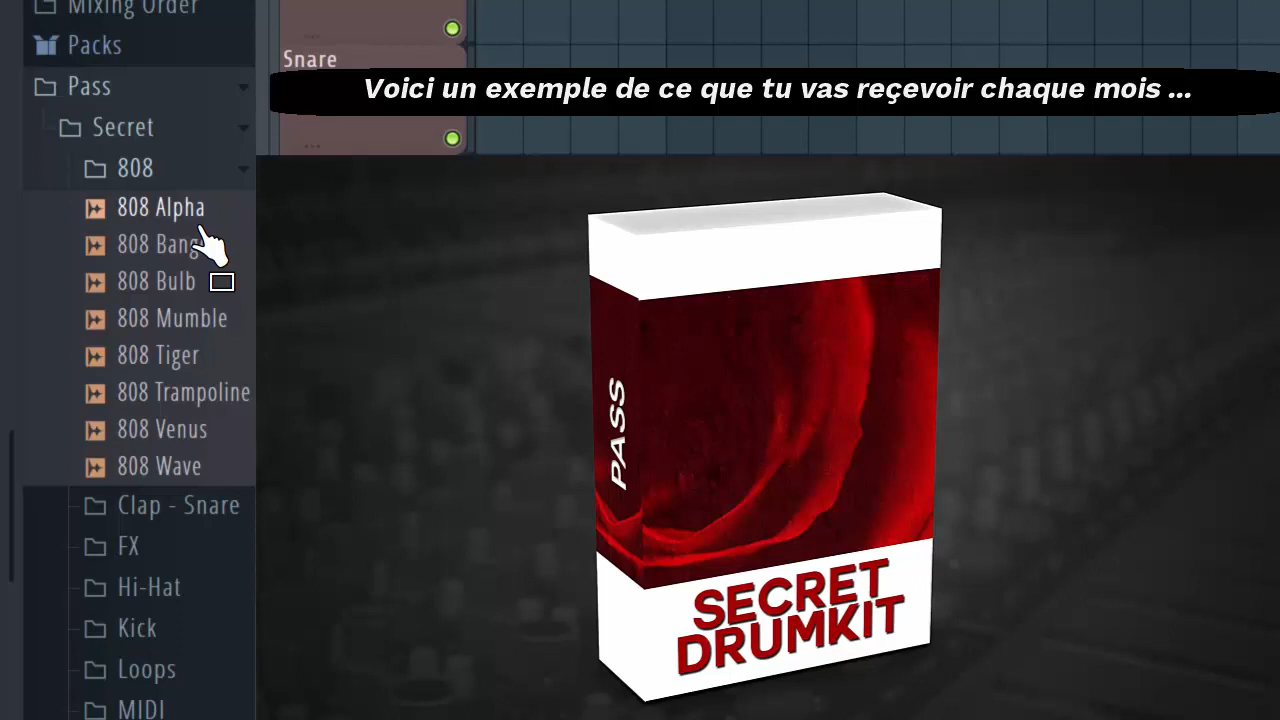 Mixing Order
Packs
Pass
Secret
808
808 Alpha
808 Bang
808 Bulb
808 Mumble
808 Tiger
808 Trampoline
808 Venus
808 Wave
Clap - Snare
FX
Hi-Hat
Kick
Loops
MIDI
...
Snare
Voici un exemple de ce que tu vas reçevoir chaque mois ...
...
PASS
SECRET
DRUMKIT